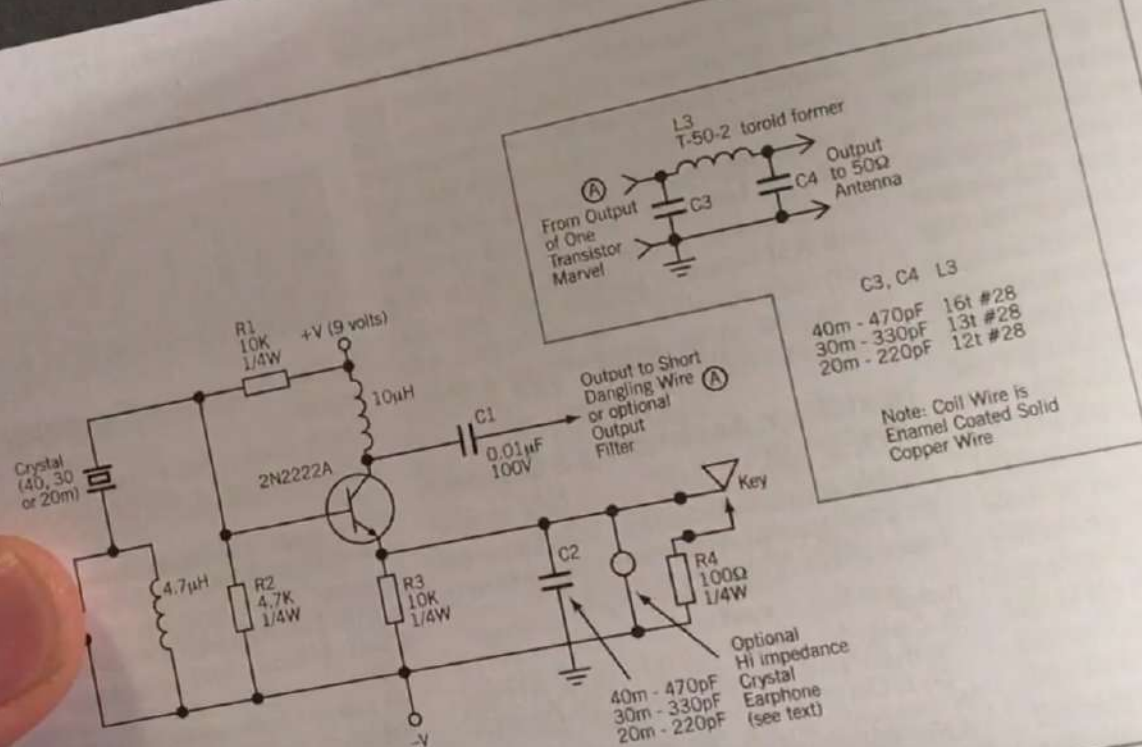 L3
T-50-2 toroid former
Output
to 50Ω
Antenna
Ⓐ
From Output
of One
Transistor
Marvel
C3
C4
C3, C4 L3
40m - 470pF 16t #28
30m - 330pF 13t #28
20m - 220pF 12t #28
Note: Coil Wire is
Enamel Coated Solid
Copper Wire
R1
10K
1/4W
+V (9 volts)
10µH
C1
0.01µF
100V
Output to Short
Dangling Wire Ⓐ
or optional
Output
Filter
Crystal
(40, 30
or 20m)
2N2222A
Key
4.7µH
R2
4.7K
1/4W
R3
10K
1/4W
C2
R4
100Ω
1/4W
40m - 470pF
30m - 330pF
20m - 220pF
Optional
Hi impedance
Crystal
Earphone
(see text)
-V